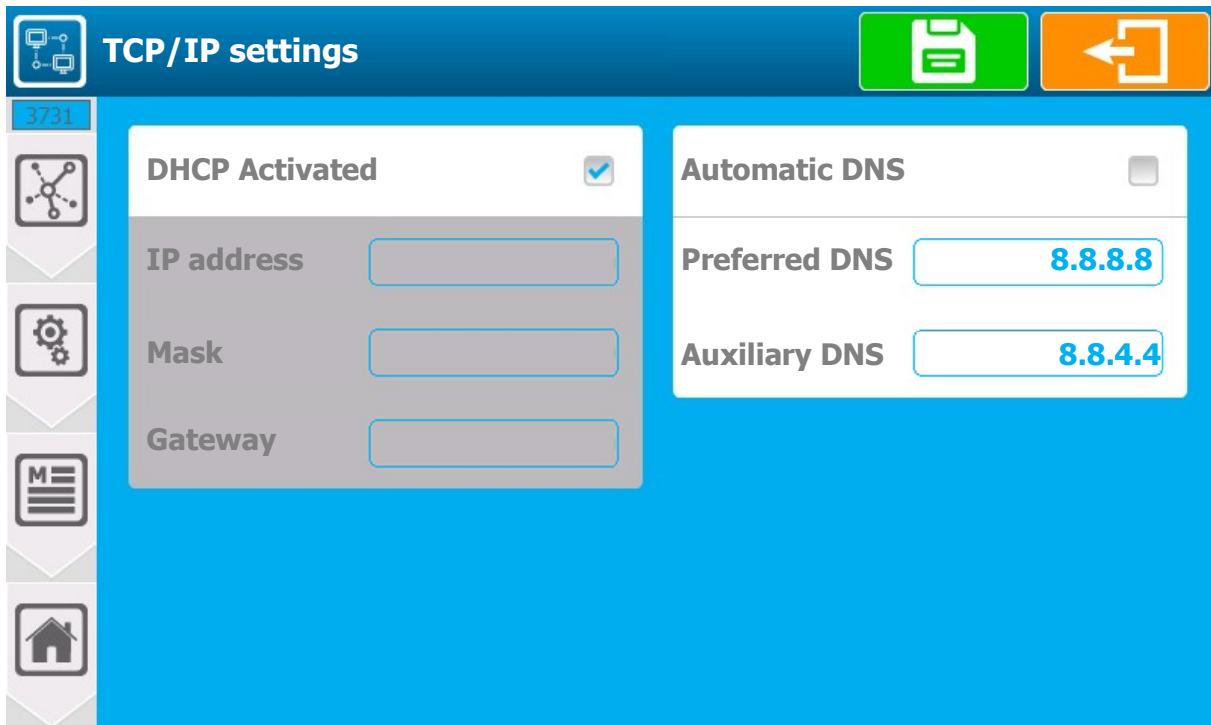 TCP/IP settings
3731
DHCP Activated
IP address
Mask
Gateway
Automatic DNS
Preferred DNS 8.8.8.8
Auxiliary DNS 8.8.4.4
M